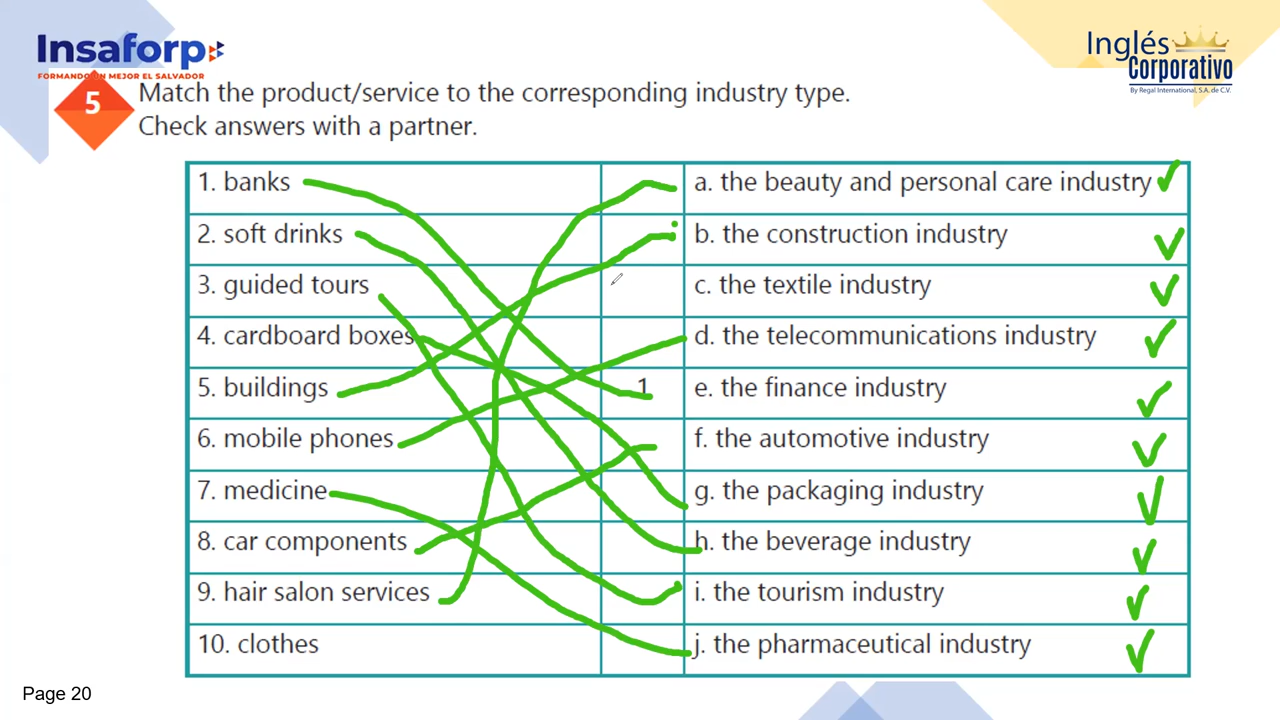 Insaforp
FORMANDO UN MEJOR EL SALVADOR
Inglés
Corporativo
By Regal International, S.A. de C.V.
5
Match the product/service to the corresponding industry type.
Check answers with a partner.
1. banks a. the beauty and personal care industry
2. soft drinks b. the construction industry
3. guided tours c. the textile industry
4. cardboard boxes d. the telecommunications industry
5. buildings 1 e. the finance industry
6. mobile phones f. the automotive industry
7. medicine g. the packaging industry
8. car components h. the beverage industry
9. hair salon services i. the tourism industry
10. clothes j. the pharmaceutical industry
Page 20